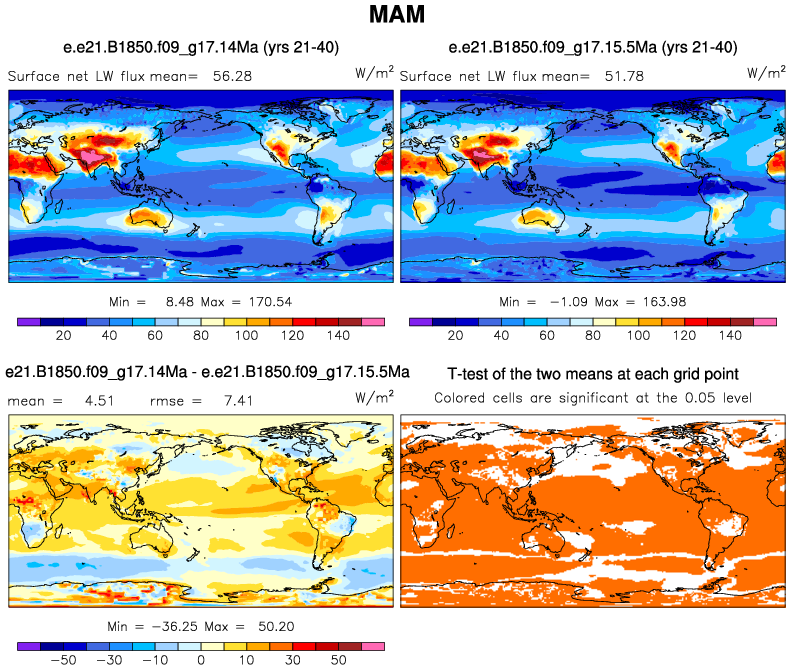 MAM
e.e21.B1850.f09_g17.14Ma (yrs 21-40)
Surface net LW flux mean= 56.28 W/m²
Min = 8.48 Max = 170.54
20 40 60 80 100 120 140
e.e21.B1850.f09_g17.15.5Ma (yrs 21-40)
Surface net LW flux mean= 51.78 W/m²
Min = -1.09 Max = 163.98
20 40 60 80 100 120 140
e21.B1850.f09_g17.14Ma - e.e21.B1850.f09_g17.15.5Ma
mean = 4.51 rmse = 7.41 W/m²
Min = -36.25 Max = 50.20
-50 -30 -10 0 10 30 50
T-test of the two means at each grid point
Colored cells are significant at the 0.05 level